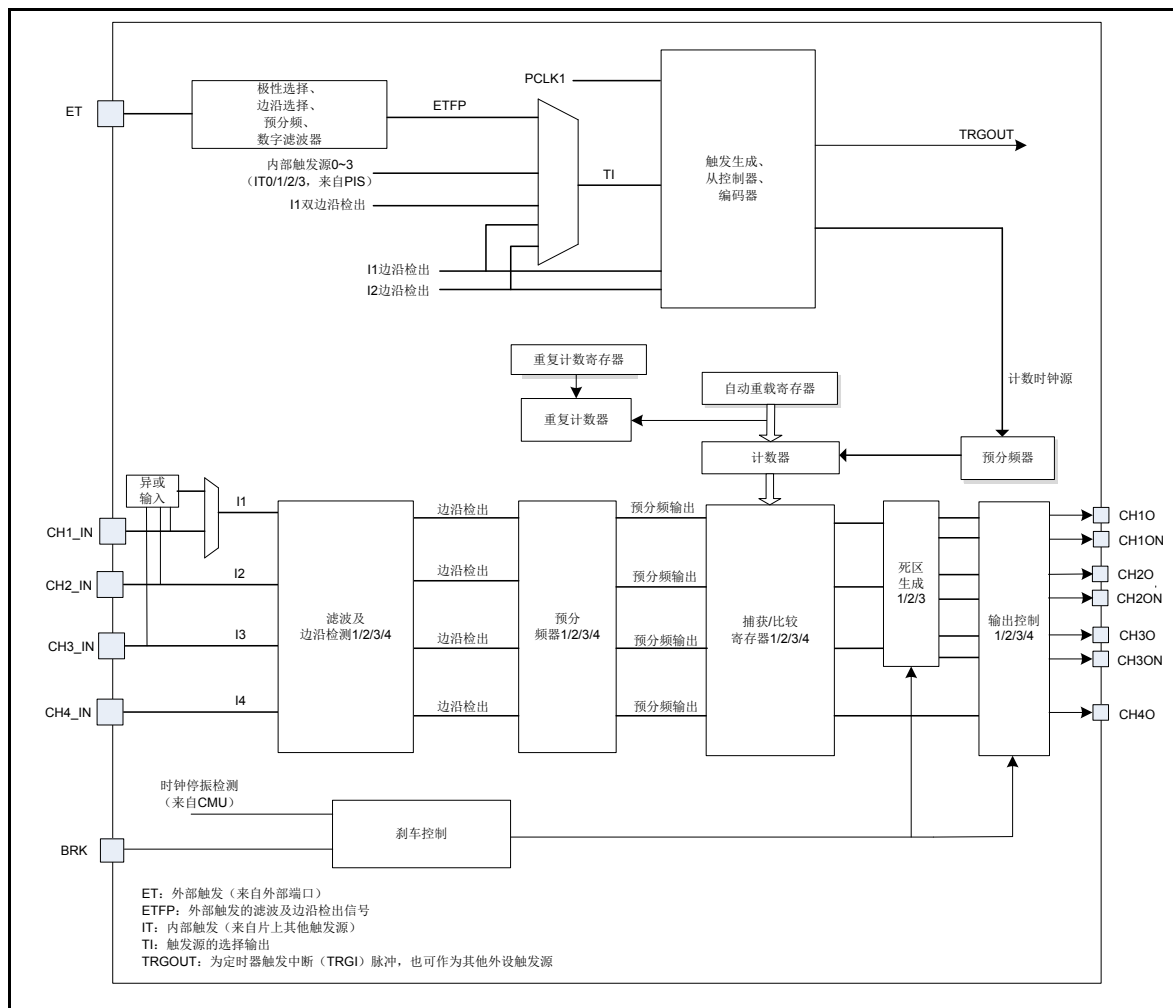 ET
极性选择、
边沿选择、
预分频、
数字滤波器
ETFP
PCLK1
内部触发源0~3
（IT0/1/2/3，来自PIS）
I1双边沿检出
TI
I1边沿检出
I2边沿检出
触发生成、
从控制器、
编码器
TRGOUT
计数时钟源
重复计数寄存器
重复计数器
自动重载寄存器
计数器
预分频器
异或
输入
CH1_IN
CH2_IN
CH3_IN
CH4_IN
I1
I2
I3
I4
滤波及
边沿检测1/2/3/4
边沿检出
边沿检出
边沿检出
边沿检出
预分
频器1/2/3/4
预分频输出
预分频输出
预分频输出
预分频输出
捕获/比较
寄存器1/2/3/4
死区
生成
1/2/3
输出控制
1/2/3/4
CH1O
CH1ON
CH2O
CH2ON
CH3O
CH3ON
CH4O
时钟停振检测
（来自CMU）
BRK
刹车控制
ET：外部触发（来自外部端口）
ETFP：外部触发的滤波及边沿检出信号
IT：内部触发（来自片上其他触发源）
TI：触发源的选择输出
TRGOUT：为定时器触发中断（TRGI）脉冲，也可作为其他外设触发源